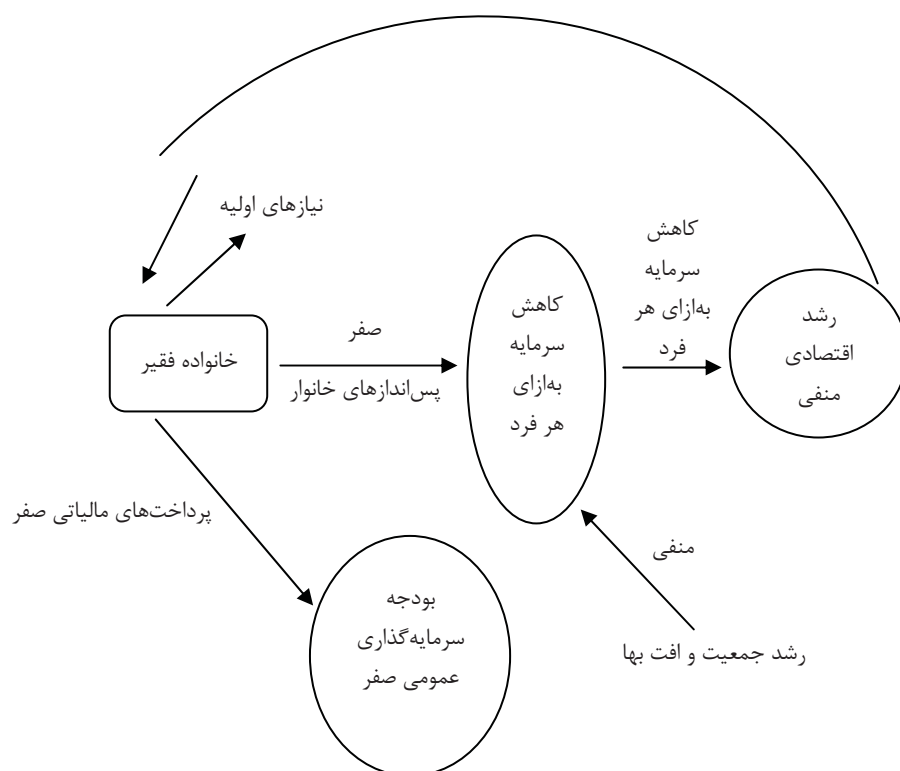 نیازهای اولیه
خانواده فقیر
صفر
پس‌اندازهای خانوار
کاهش
سرمایه
به‌ازای
هر فرد
کاهش
سرمایه
به‌ازای هر
فرد
رشد
اقتصادی
منفی
پرداخت‌های مالیاتی صفر
بودجه
سرمایه‌گذاری
عمومی صفر
منفی
رشد جمعیت و افت بها